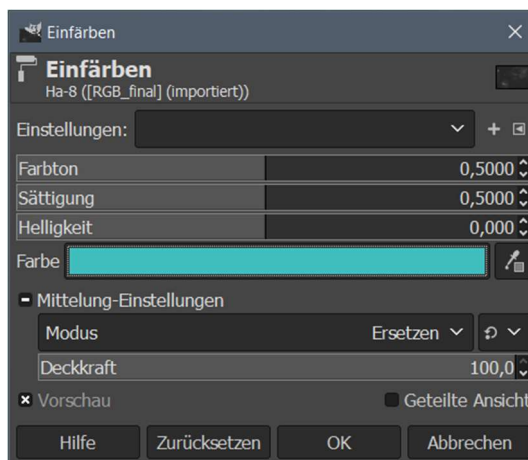 Einfärben
Einfärben
Ha-8 ([RGB_final] (importiert))
Einstellungen:
Farbton 0,5000
Sättigung 0,5000
Helligkeit 0,000
Farbe
Mittelung-Einstellungen
Modus Ersetzen
Deckkraft 100,0
Vorschau Geteilte Ansicht
Hilfe Zurücksetzen OK Abbrechen